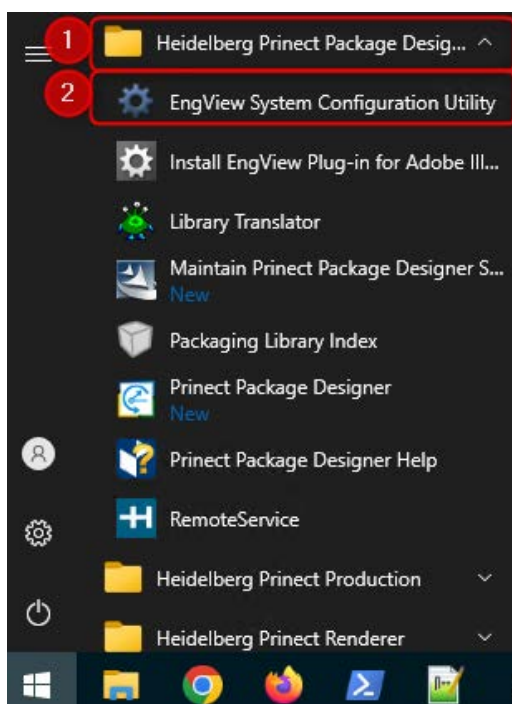 1
Heidelberg Prinect Package Desig...
2
EngView System Configuration Utility
Install EngView Plug-in for Adobe Ill...
Library Translator
Maintain Prinect Package Designer S...
New
Packaging Library Index
Prinect Package Designer
New
Prinect Package Designer Help
RemoteService
Heidelberg Prinect Production
Heidelberg Prinect Renderer